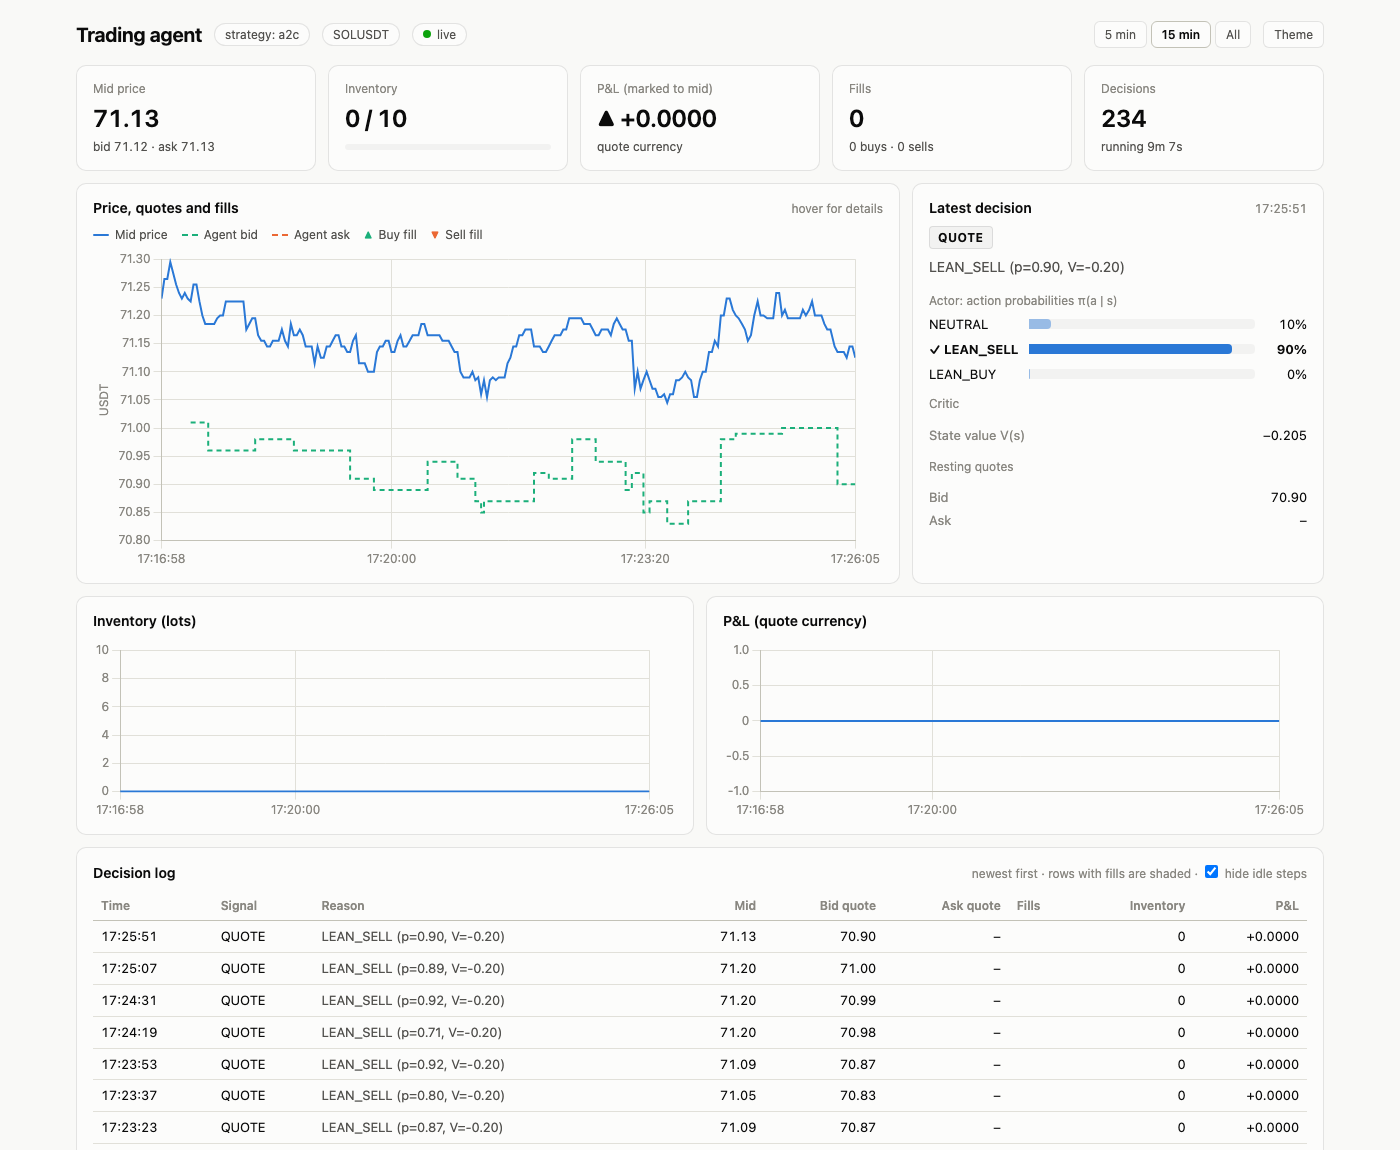 Trading agent strategy: a2c SOLUSDT live 5 min 15 min All Theme
Mid price
71.13
bid 71.12 · ask 71.13
Inventory
0 / 10
P&L (marked to mid)
▲ +0.0000
quote currency
Fills
0
0 buys · 0 sells
Decisions
234
running 9m 7s
Price, quotes and fills hover for details
Mid price Agent bid Agent ask Buy fill Sell fill
71.30
71.25
71.20
71.15
71.10
71.05
71.00
70.95
70.90
70.85
70.80
USDT
17:16:58 17:20:00 17:23:20 17:26:05
Latest decision 17:25:51
QUOTE
LEAN_SELL (p=0.90, V=-0.20)
Actor: action probabilities π(a | s)
NEUTRAL 10%
✓ LEAN_SELL 90%
LEAN_BUY 0%
Critic
State value V(s) −0.205
Resting quotes
Bid 70.90
Ask –
Inventory (lots)
10
8
6
4
2
0
17:16:58 17:20:00 17:26:05
P&L (quote currency)
1.0
0.5
0
-0.5
-1.0
17:16:58 17:20:00 17:26:05
Decision log newest first · rows with fills are shaded · hide idle steps
Time Signal Reason Mid Bid quote Ask quote Fills Inventory P&L
17:25:51 QUOTE LEAN_SELL (p=0.90, V=-0.20) 71.13 70.90 – 0 +0.0000
17:25:07 QUOTE LEAN_SELL (p=0.89, V=-0.20) 71.20 71.00 – 0 +0.0000
17:24:31 QUOTE LEAN_SELL (p=0.92, V=-0.20) 71.20 70.99 – 0 +0.0000
17:24:19 QUOTE LEAN_SELL (p=0.71, V=-0.20) 71.20 70.98 – 0 +0.0000
17:23:53 QUOTE LEAN_SELL (p=0.92, V=-0.20) 71.09 70.87 – 0 +0.0000
17:23:37 QUOTE LEAN_SELL (p=0.80, V=-0.20) 71.05 70.83 – 0 +0.0000
17:23:23 QUOTE LEAN_SELL (p=0.87, V=-0.20) 71.09 70.87 – 0 +0.0000